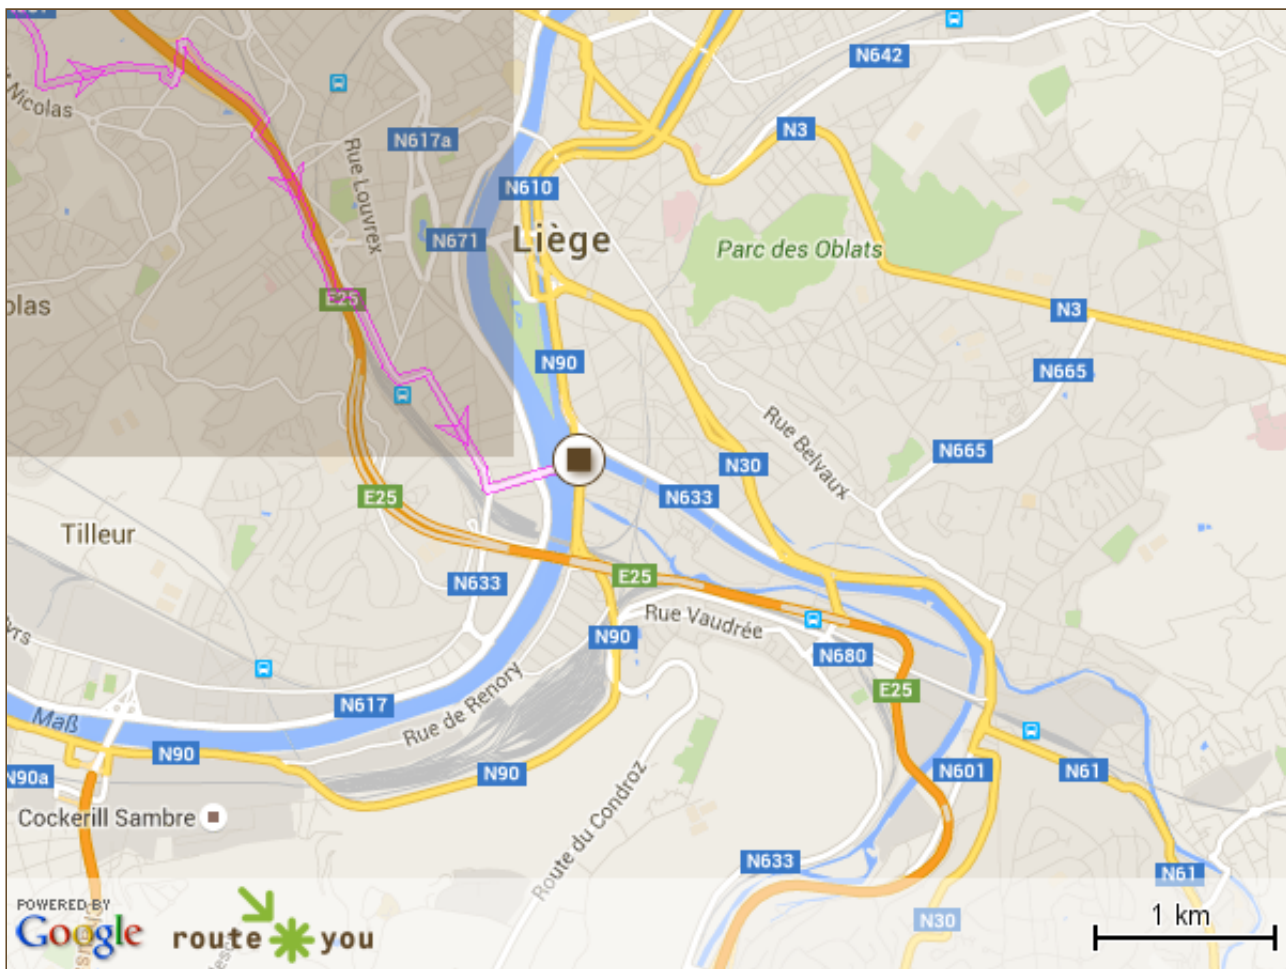 N642
N3
Nicolas
N617a
Rue Louvrex
N610
N671
Liège
Parc des Oblats
E25
N3
olas
N90
N665
Rue Belvaux
N665
N30
E25
N633
Tilleur
E25
N633
Rue Vaudrée
N90
N680
E25
N617
Rue de Renory
Maß
N90
N90
N601
N61
N90a
Cockerill Sambre
Route du Condroz
N633
N61
POWERED BY
Google
route you
N30
1 km